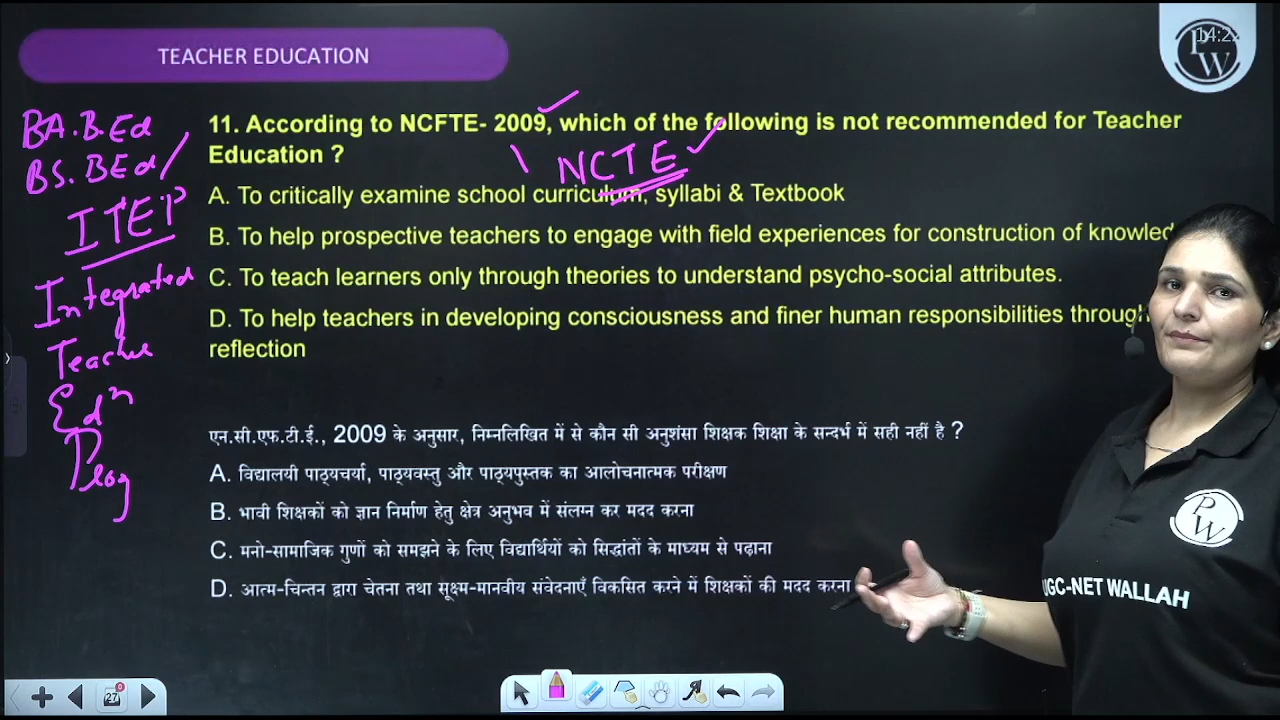 TEACHER EDUCATION
14:22
PW
BA.B.Ed
BS.BEd/
ITEP
Integrated
Teacher
Edⁿ
Prog
11. According to NCFTE- 2009, which of the following is not recommended for Teacher
Education ?
NCTE
A. To critically examine school curriculum, syllabi & Textbook
B. To help prospective teachers to engage with field experiences for construction of knowled
C. To teach learners only through theories to understand psycho-social attributes.
D. To help teachers in developing consciousness and finer human responsibilities through
reflection
एन.सी.एफ.टी.ई., 2009 के अनुसार, निम्नलिखित में से कौन सी अनुशंसा शिक्षक शिक्षा के सन्दर्भ में सही नहीं है ?
A. विद्यालयी पाठ्यचर्या, पाठ्यवस्तु और पाठ्यपुस्तक का आलोचनात्मक परीक्षण
B. भावी शिक्षकों को ज्ञान निर्माण हेतु क्षेत्र अनुभव में संलग्न कर मदद करना
C. मनो-सामाजिक गुणों को समझने के लिए विद्यार्थियों को सिद्धांतों के माध्यम से पढ़ाना
D. आत्म-चिन्तन द्वारा चेतना तथा सूक्ष्म-मानवीय संवेदनाएँ विकसित करने में शिक्षकों की मदद करना
PW
UGC-NET WALLAH
27